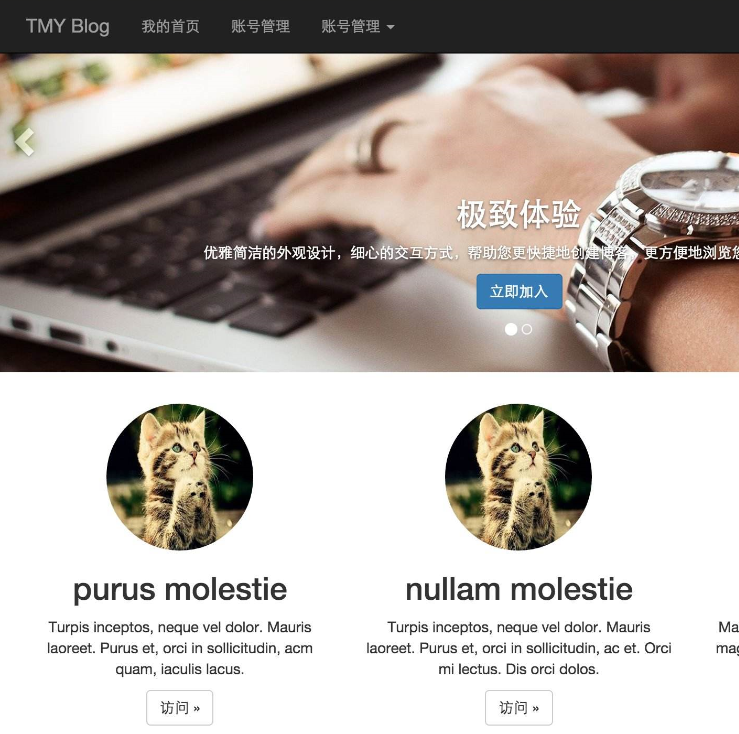 TMY Blog 我的首页 账号管理 账号管理
极致体验
优雅简洁的外观设计，细心的交互方式，帮助您更快捷地创建博客，更方便地浏览您
立即加入
purus molestie
Turpis inceptos, neque vel dolor. Mauris
laoreet. Purus et, orci in sollicitudin, acm
quam, iaculis lacus.
访问 »
nullam molestie
Turpis inceptos, neque vel dolor. Mauris
laoreet. Purus et, orci in sollicitudin, ac et. Orci
mi lectus. Dis orci dolos.
访问 »
Ma
mag